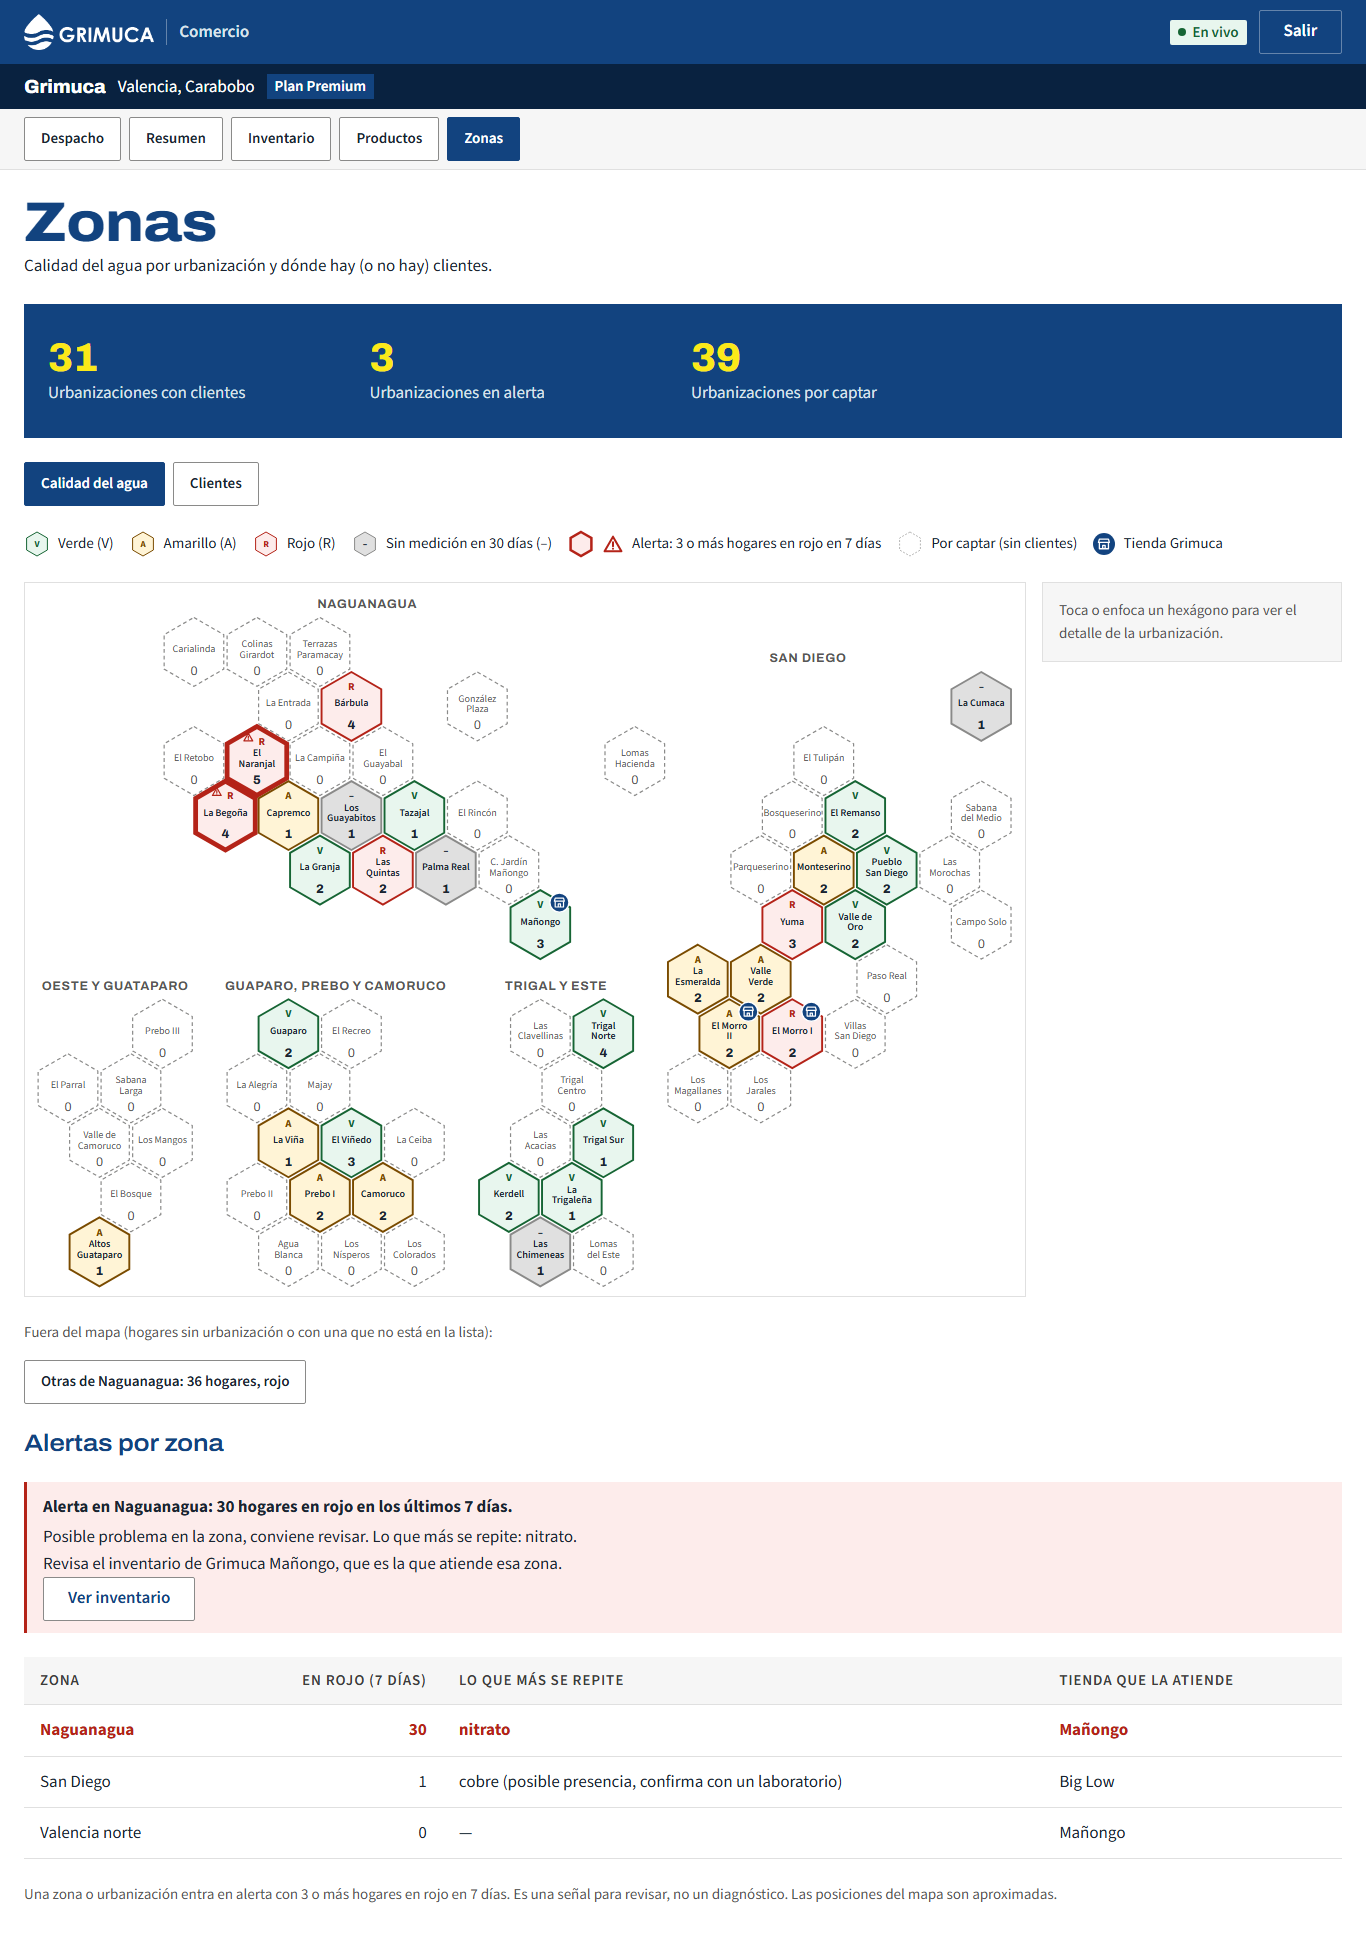 GRIMUCA Comercio En vivo Salir
Grimuca Valencia, Carabobo Plan Premium
Despacho Resumen Inventario Productos Zonas
Zonas
Calidad del agua por urbanización y dónde hay (o no hay) clientes.
31 3 39
Urbanizaciones con clientes Urbanizaciones en alerta Urbanizaciones por captar
Calidad del agua Clientes
V Verde (V) A Amarillo (A) R Rojo (R) – Sin medición en 30 días (–) Alerta: 3 o más hogares en rojo en 7 días Por captar (sin clientes) Tienda Grimuca
Toca o enfoca un hexágono para ver el
detalle de la urbanización.
NAGUANAGUA
Carialinda
0
Colinas
Girardot
0
Terrazas
Paramacay
0
La Entrada
0
R
Bárbula
4
González
Plaza
0
El Retobo
0
R
El
Naranjal
5
La Campiña
0
El
Guayabal
0
Lomas
Hacienda
0
R
La Begoña
4
A
Capremco
1
–
Los
Guayabitos
1
V
Tazajal
1
El Rincón
0
V
La Granja
2
R
Las
Quintas
2
–
Palma Real
1
C. Jardín
Mañongo
0
V
Mañongo
3
SAN DIEGO
–
La Cumaca
1
El Tulipán
0
Bosqueserino
0
V
El Remanso
2
Sabana
del Medio
0
Parqueserino
0
A
Monteserino
2
V
Pueblo
San Diego
2
Las
Morochas
0
R
Yuma
3
V
Valle de
Oro
2
Campo Solo
0
A
La
Esmeralda
2
A
Valle
Verde
2
Paso Real
0
A
El Morro
II
2
R
El Morro I
2
Villas
San Diego
0
Los
Magallanes
0
Los
Jarales
0
OESTE Y GUATAPARO
Prebo III
0
El Parral
0
Sabana
Larga
0
Valle de
Camoruco
0
Los Mangos
0
El Bosque
0
A
Altos
Guataparo
1
GUAPARO, PREBO Y CAMORUCO
V
Guaparo
2
El Recreo
0
La Alegría
0
Majay
0
A
La Viña
1
V
El Viñedo
3
La Ceiba
0
Prebo II
0
A
Prebo I
2
A
Camoruco
2
Agua
Blanca
0
Los
Nísperos
0
Los
Colorados
0
TRIGAL Y ESTE
Las
Clavellinas
0
V
Trigal
Norte
4
Trigal
Centro
0
Las
Acacias
0
V
Trigal Sur
1
V
Kerdell
2
V
La
Trigaleña
1
–
Las
Chimeneas
1
Lomas
del Este
0
Fuera del mapa (hogares sin urbanización o con una que no está en la lista):
Otras de Naguanagua: 36 hogares, rojo
Alertas por zona
Alerta en Naguanagua: 30 hogares en rojo en los últimos 7 días.
Posible problema en la zona, conviene revisar. Lo que más se repite: nitrato.
Revisa el inventario de Grimuca Mañongo, que es la que atiende esa zona.
Ver inventario
ZONA EN ROJO (7 DÍAS) LO QUE MÁS SE REPITE TIENDA QUE LA ATIENDE
Naguanagua 30 nitrato Mañongo
San Diego 1 cobre (posible presencia, confirma con un laboratorio) Big Low
Valencia norte 0 — Mañongo
Una zona o urbanización entra en alerta con 3 o más hogares en rojo en 7 días. Es una señal para revisar, no un diagnóstico. Las posiciones del mapa son aproximadas.